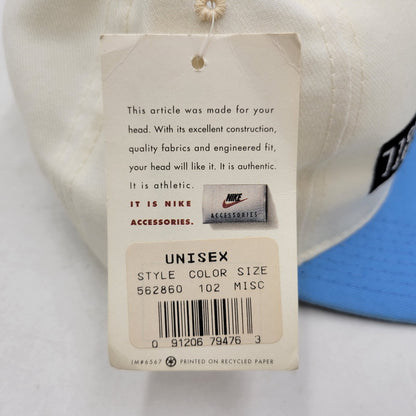 This article was made for your
head. With its excellent construction,
quality fabrics and engineered fit,
your head will like it. It is authentic.
It is athletic.
IT IS NIKE
ACCESSORIES.
NIKE
ACCESSORIES
UNISEX
STYLE COLOR SIZE
562860 102 MISC
0 91206 79476 3
IM#6567 PRINTED ON RECYCLED PAPER